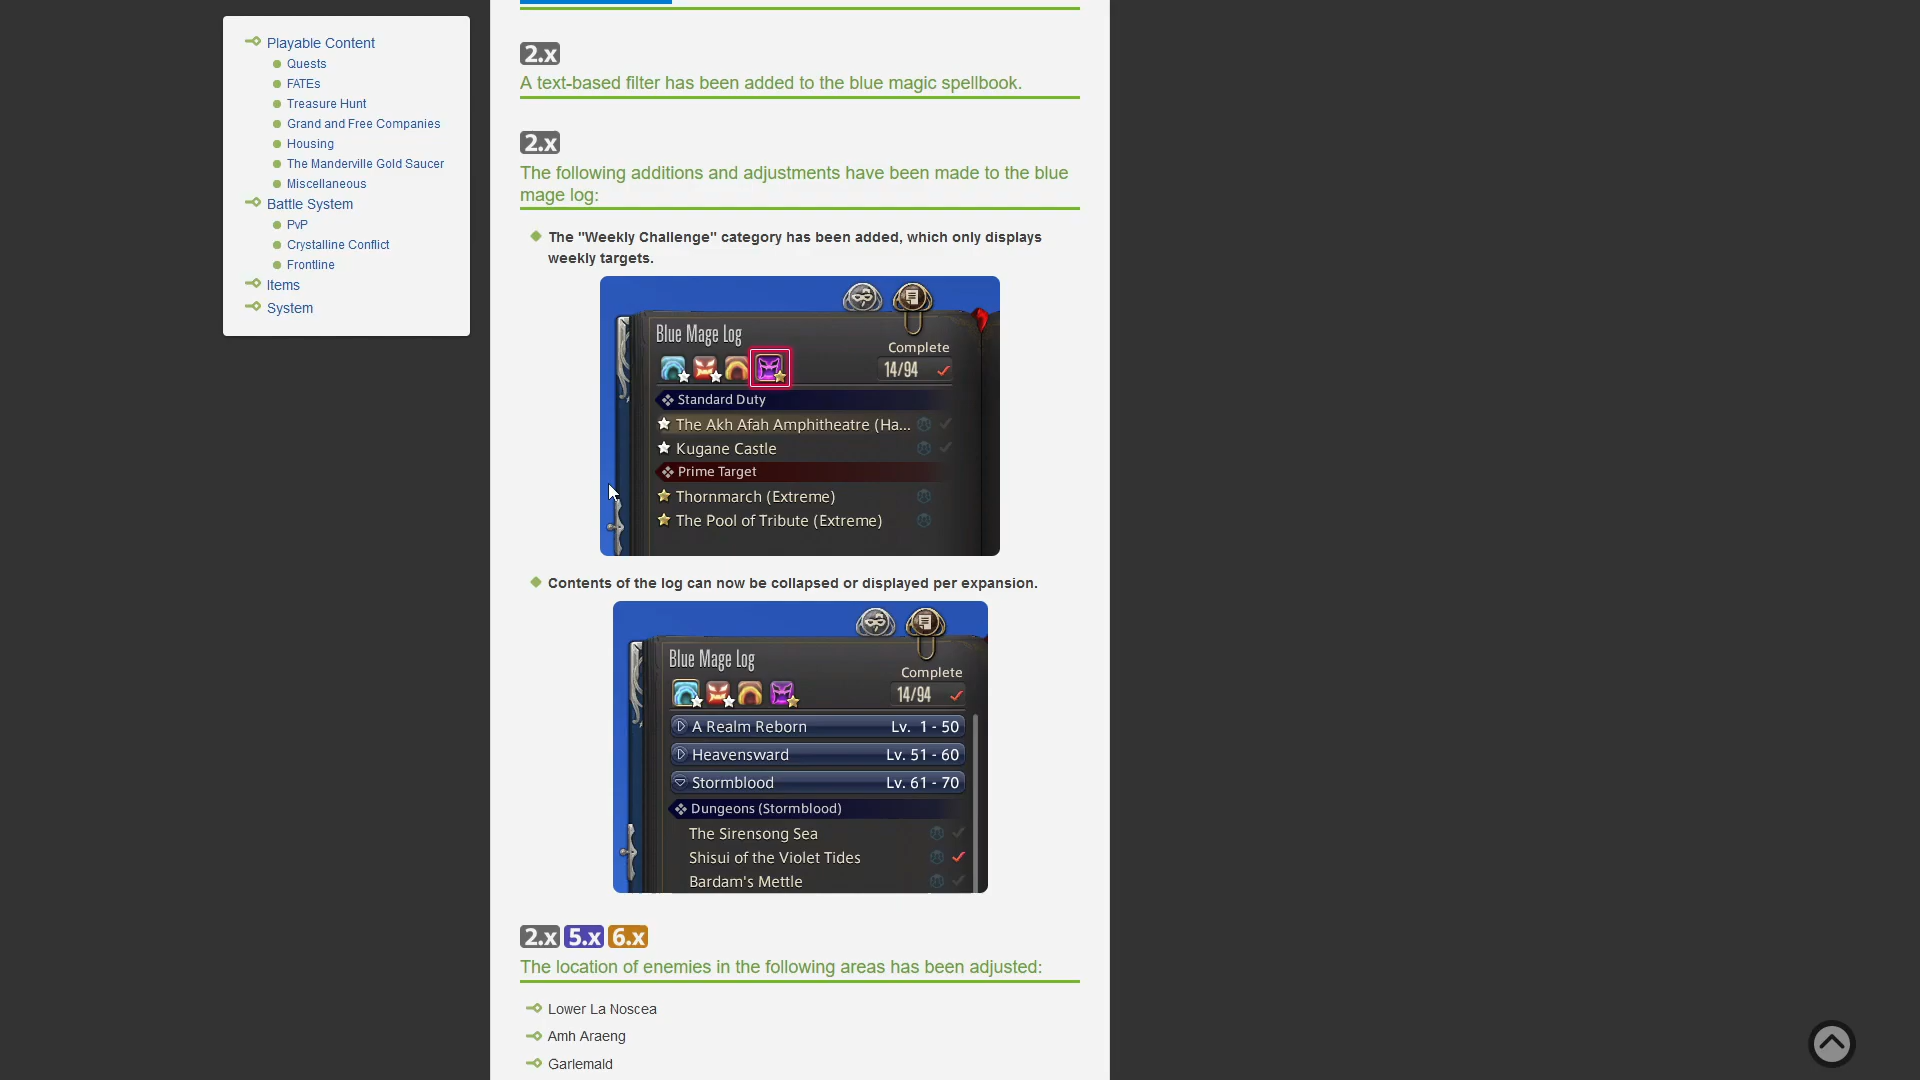 Playable Content
Quests
FATEs
Treasure Hunt
Grand and Free Companies
Housing
The Manderville Gold Saucer
Miscellaneous
Battle System
PvP
Crystalline Conflict
Frontline
Items
System
2.x
A text-based filter has been added to the blue magic spellbook.
2.x
The following additions and adjustments have been made to the blue
mage log:
The "Weekly Challenge" category has been added, which only displays
weekly targets.
Blue Mage Log
Complete
14/94
Standard Duty
The Akh Afah Amphitheatre (Ha...
Kugane Castle
Prime Target
Thornmarch (Extreme)
The Pool of Tribute (Extreme)
Contents of the log can now be collapsed or displayed per expansion.
Blue Mage Log
Complete
14/94
A Realm Reborn Lv. 1 - 50
Heavensward Lv. 51 - 60
Stormblood Lv. 61 - 70
Dungeons (Stormblood)
The Sirensong Sea
Shisui of the Violet Tides
Bardam's Mettle
2.x 5.x 6.x
The location of enemies in the following areas has been adjusted:
Lower La Noscea
Amh Araeng
Garlemald